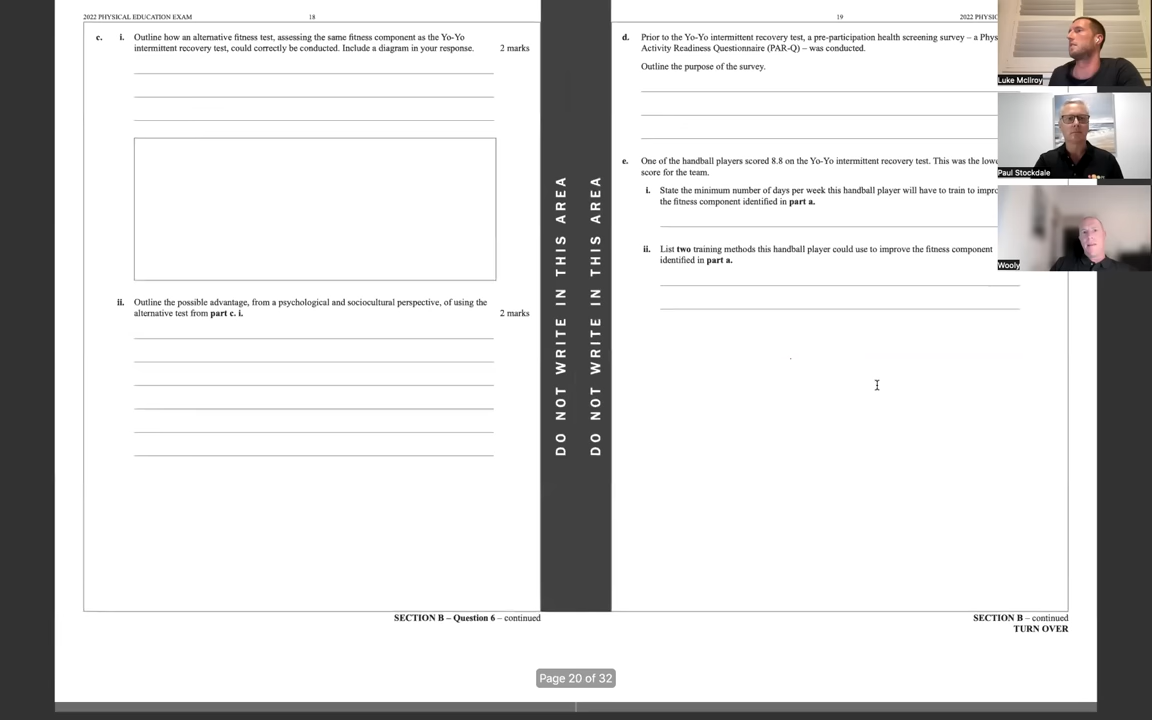 2022 PHYSICAL EDUCATION EXAM
18
c. i. Outline how an alternative fitness test, assessing the same fitness component as the Yo-Yo
intermittent recovery test, could correctly be conducted. Include a diagram in your response. 2 marks
ii. Outline the possible advantage, from a psychological and sociocultural perspective, of using the
alternative test from part c. i. 2 marks
SECTION B – Question 6 – continued
DO NOT WRITE IN THIS AREA
DO NOT WRITE IN THIS AREA
19
2022 PHYSIC
d. Prior to the Yo-Yo intermittent recovery test, a pre-participation health screening survey – a Phys
Activity Readiness Questionnaire (PAR-Q) – was conducted.
Outline the purpose of the survey.
e. One of the handball players scored 8.8 on the Yo-Yo intermittent recovery test. This was the lowe
score for the team.
i. State the minimum number of days per week this handball player will have to train to impro
the fitness component identified in part a.
ii. List two training methods this handball player could use to improve the fitness component
identified in part a.
SECTION B – continued
TURN OVER
Luke McIlroy
Paul Stockdale
Wooly
Page 20 of 32